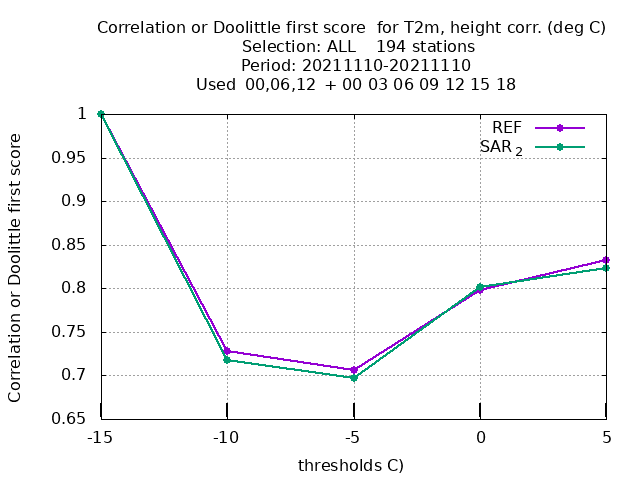 Correlation or Doolittle first score  for T2m, height corr. (deg C)
Selection: ALL    194 stations
Period: 20211110-20211110
Used  00,06,12  + 00 03 06 09 12 15 18
REF
SAR 2
Correlation or Doolittle first score
1
0.95
0.9
0.85
0.8
0.75
0.7
0.65
-15 -10 -5 0 5
thresholds C)